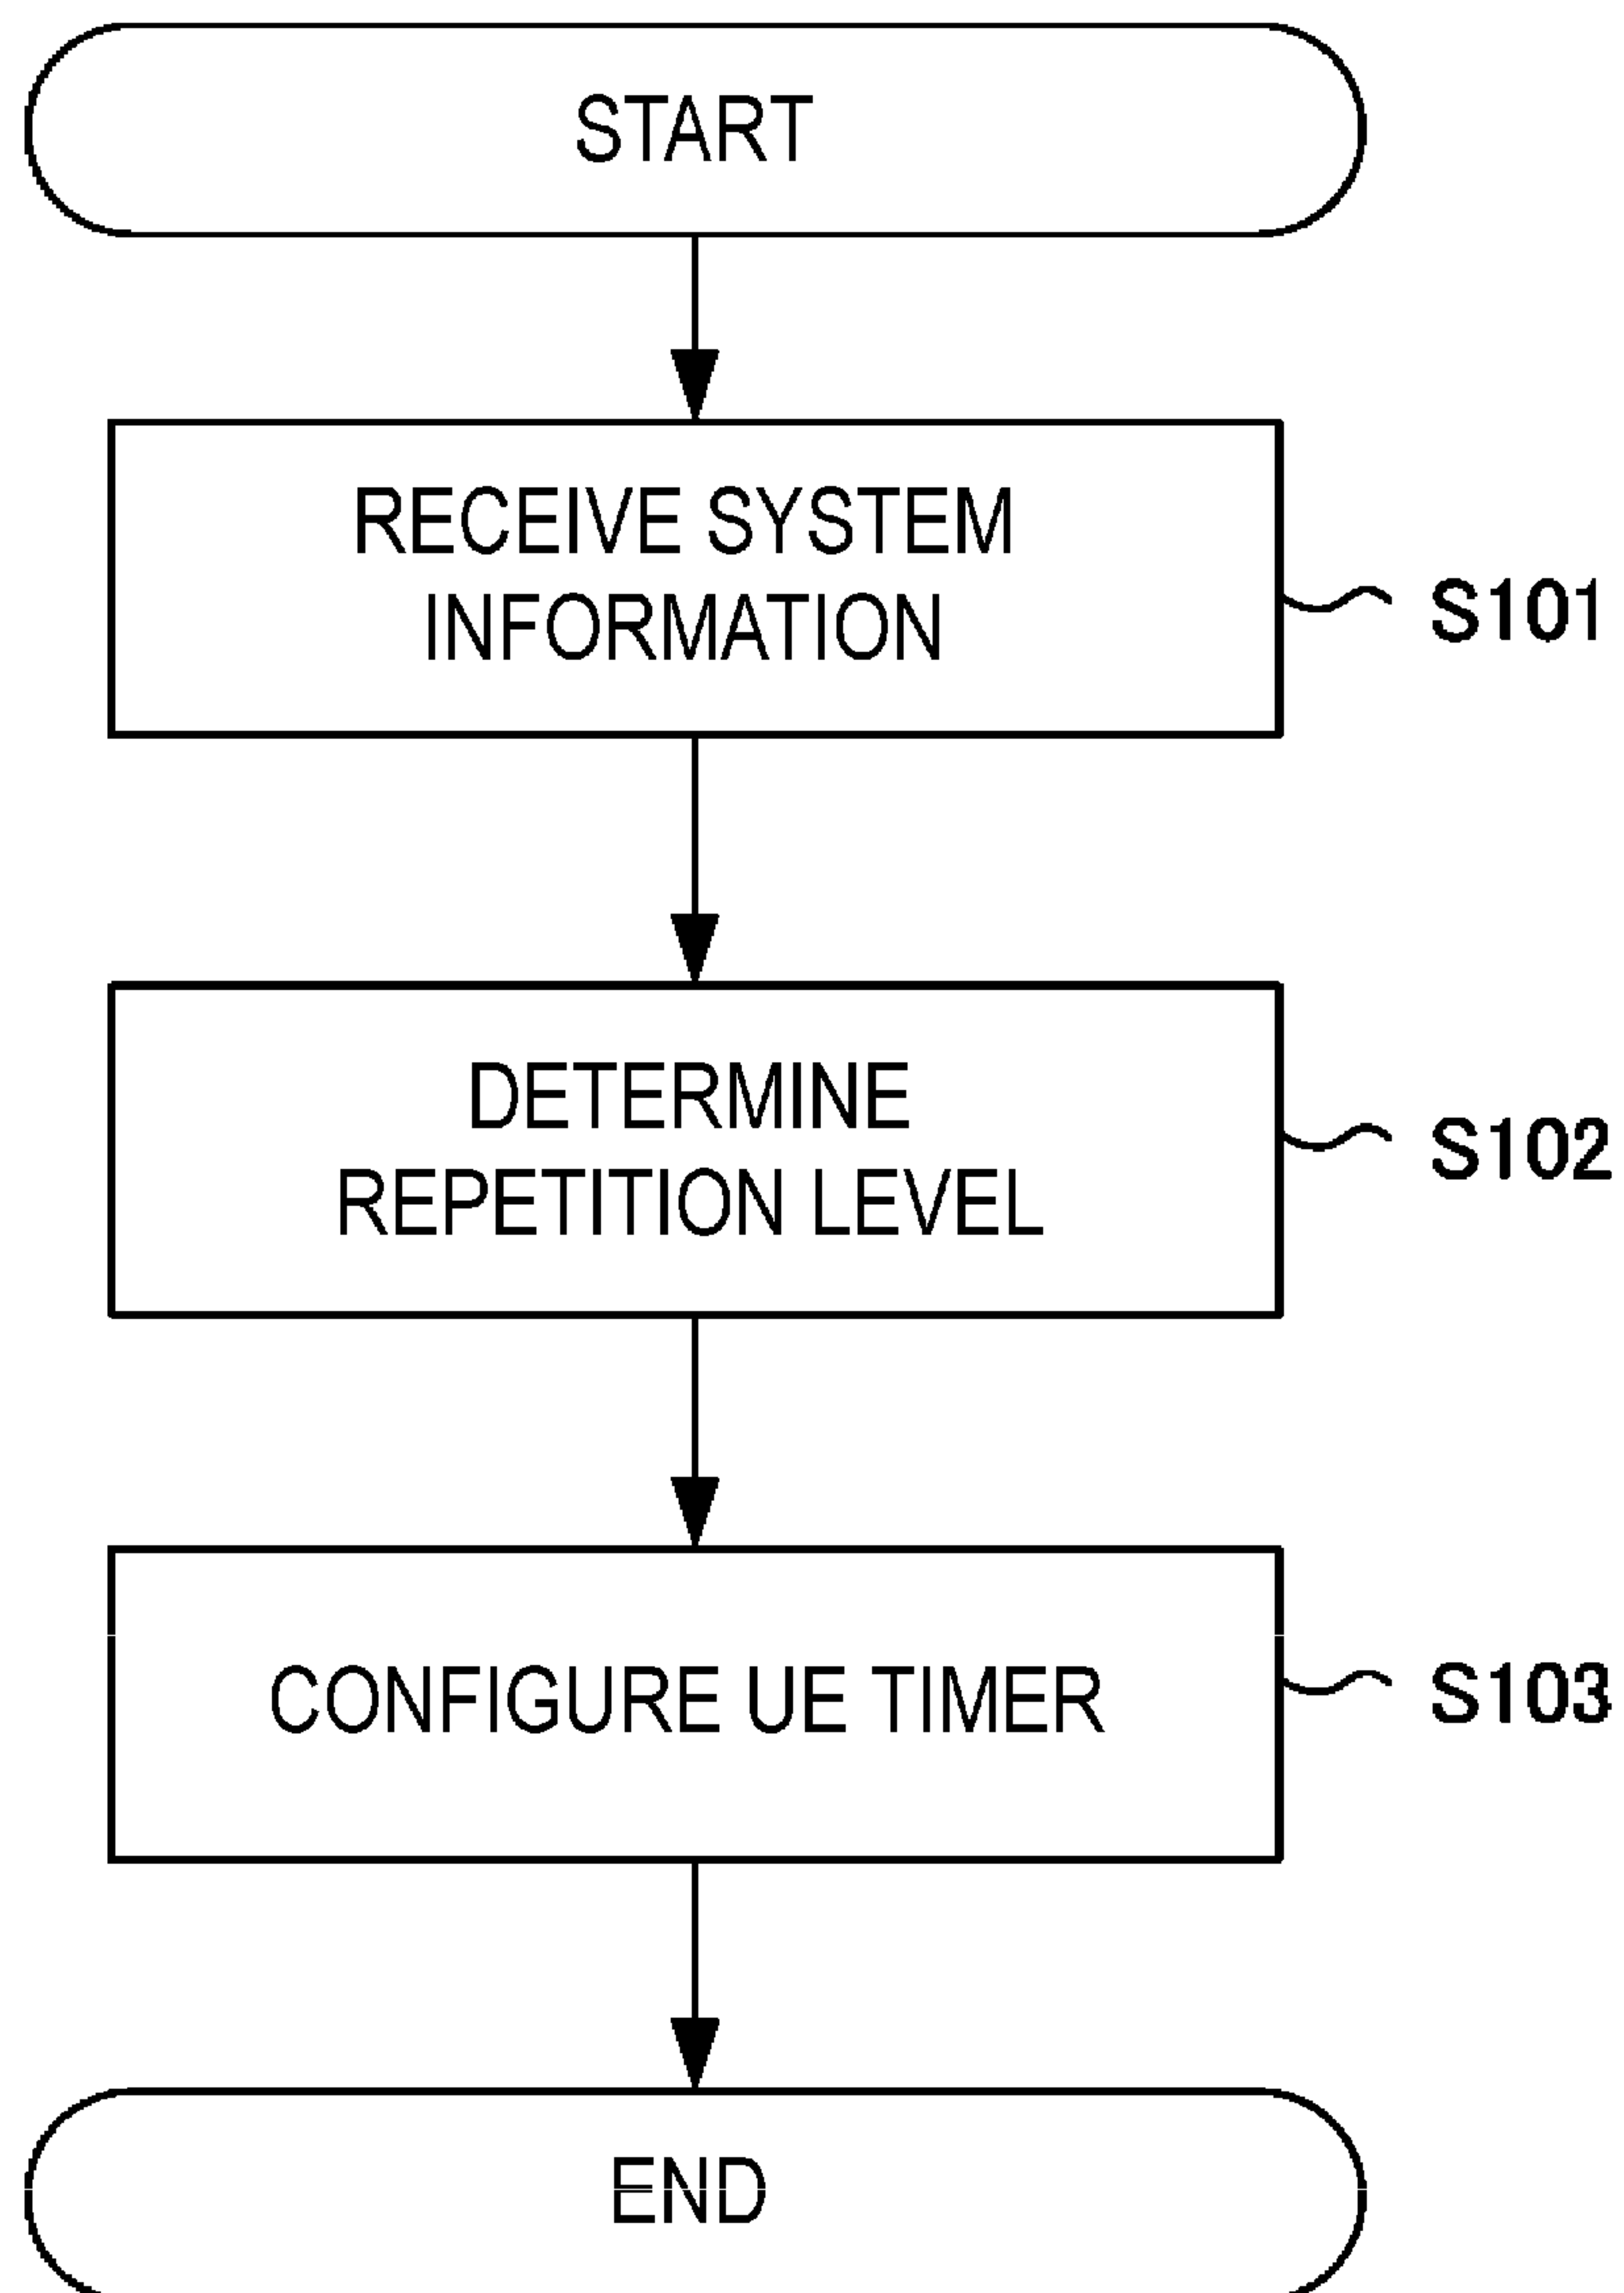 START
RECEIVE SYSTEM
INFORMATION
S101
DETERMINE
REPETITION LEVEL
S102
CONFIGURE UE TIMER
S103
END